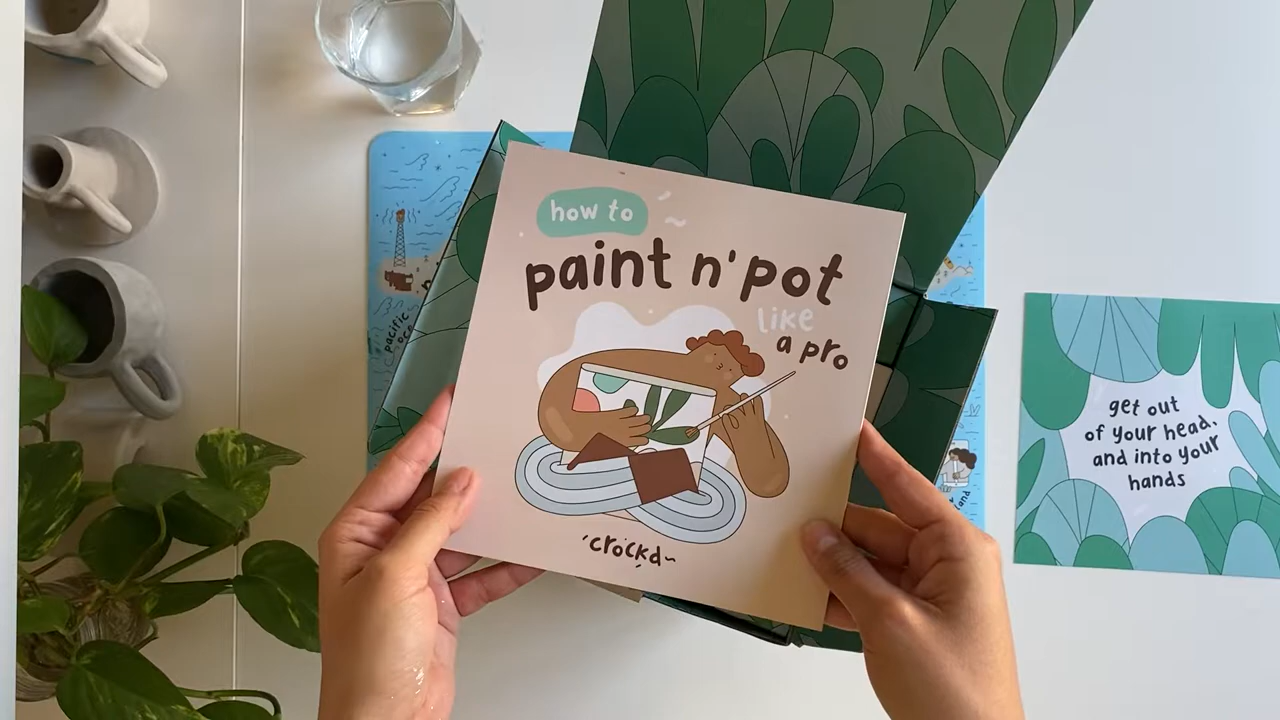 how to
paint n' pot
like
a pro
'crockd~
get out
of your head,
and into your
hands
pacific